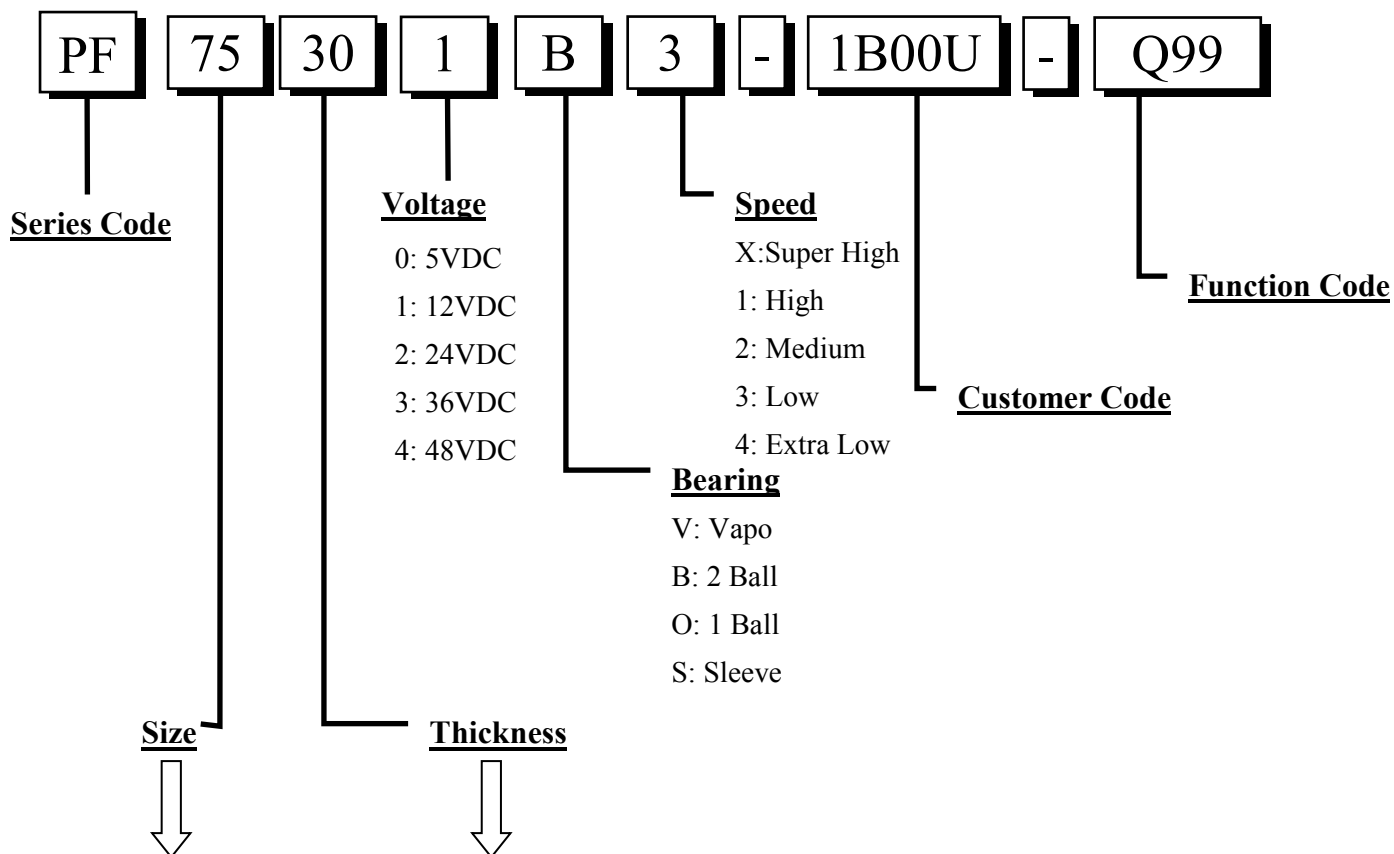 PF 75 30 1 B 3 - 1B00U - Q99
Series Code
Voltage
0: 5VDC
1: 12VDC
2: 24VDC
3: 36VDC
4: 48VDC
Speed
X:Super High
1: High
2: Medium
3: Low
4: Extra Low
Function Code
Customer Code
Bearing
V: Vapo
B: 2 Ball
O: 1 Ball
S: Sleeve
Size
Thickness